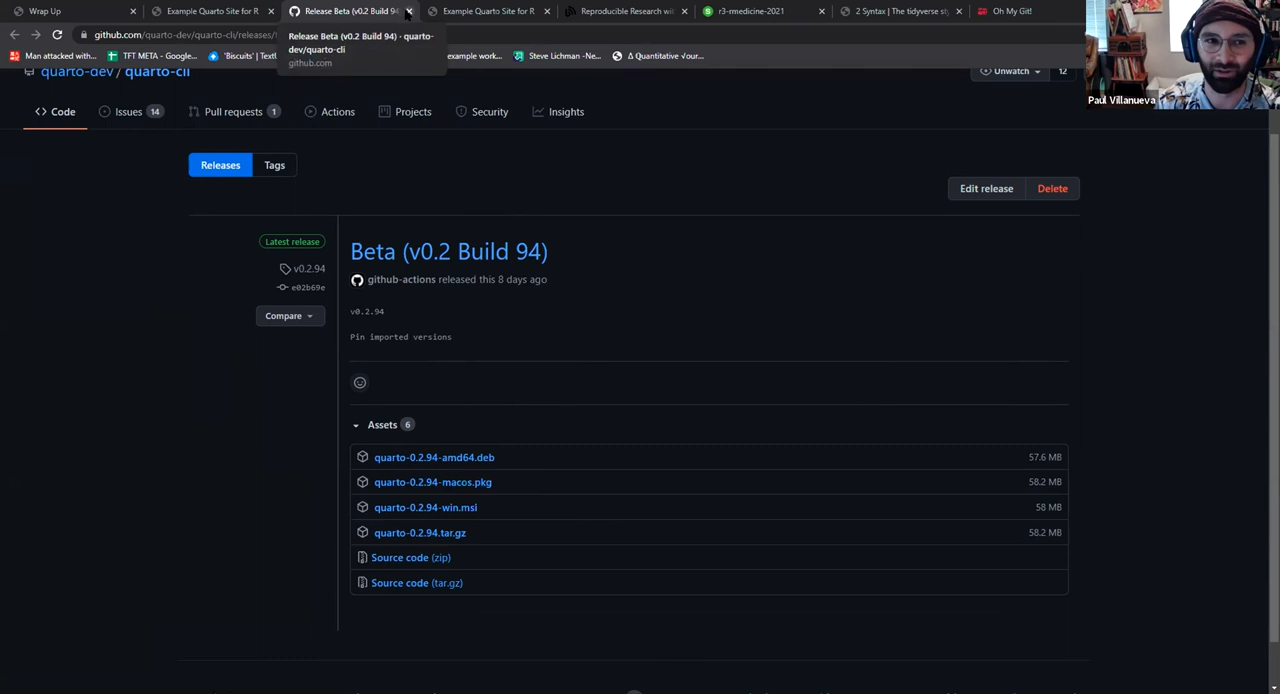 Wrap Up
Example Quarto Site for R
Release Beta (v0.2 Build 94)
Example Quarto Site for R
Reproducible Research wi
r3-medicine-2021
2 Syntax | The tidyverse st
Oh My Git!
github.com/quarto-dev/quarto-cli/releases/t
Release Beta (v0.2 Build 94) · quarto-
dev/quarto-cli
github.com
Man attacked with...
TFT META - Google...
'Biscuits' | Textl
example work...
Steve Lichman -Ne...
Δ Quantitative √our...
quarto-dev / quarto-cli
Unwatch
12
Paul Villanueva
Code
Issues 14
Pull requests 1
Actions
Projects
Security
Insights
Releases
Tags
Edit release
Delete
Latest release
v0.2.94
e02b69e
Compare
Beta (v0.2 Build 94)
github-actions released this 8 days ago
v0.2.94
Pin imported versions
Assets 6
quarto-0.2.94-amd64.deb 57.6 MB
quarto-0.2.94-macos.pkg 58.2 MB
quarto-0.2.94-win.msi 58 MB
quarto-0.2.94.tar.gz 58.2 MB
Source code (zip)
Source code (tar.gz)